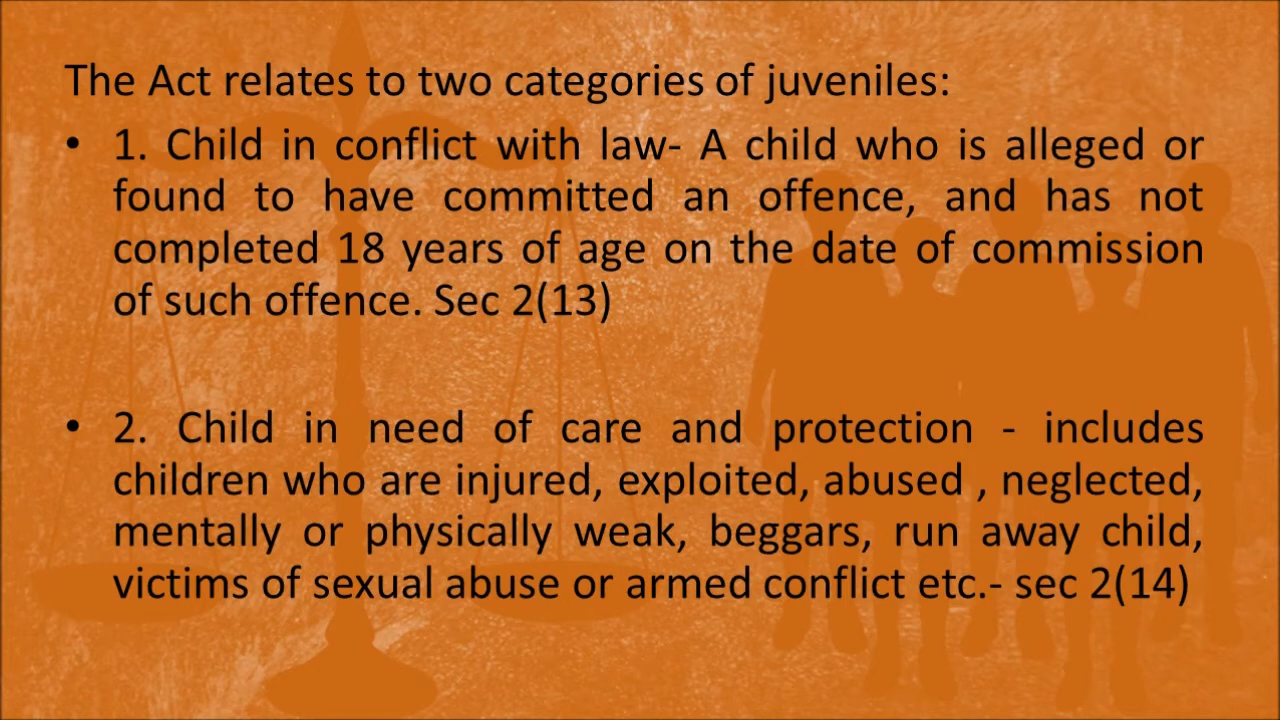 The Act relates to two categories of juveniles:
• 1. Child in conflict with law- A child who is alleged or
found to have committed an offence, and has not
completed 18 years of age on the date of commission
of such offence. Sec 2(13)
• 2. Child in need of care and protection - includes
children who are injured, exploited, abused , neglected,
mentally or physically weak, beggars, run away child,
victims of sexual abuse or armed conflict etc.- sec 2(14)